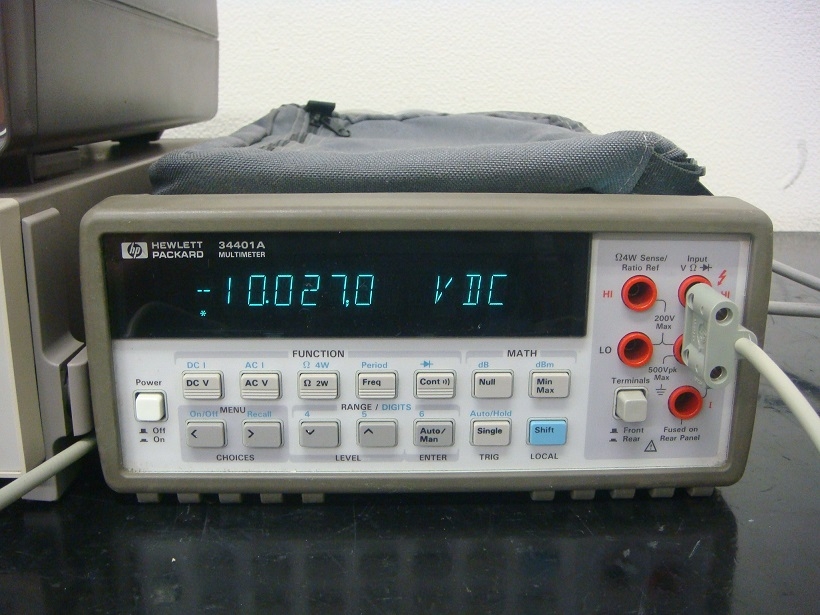 hp HEWLETT PACKARD 34401A MULTIMETER
-10.027,0 VDC
*
Ω4W Sense/ Ratio Ref
Input
V Ω
HI
HI
200V Max
LO
500Vpk Max
I
Terminals
Front
Rear
Fused on Rear Panel
Power
Off
On
FUNCTION
MATH
DC I
AC I
Ω 4W
Period
dB
dBm
DC V
AC V
Ω 2W
Freq
Cont
Null
Min Max
On/Off
MENU
Recall
RANGE / DIGITS
4
5
6
Auto/Hold
<
>
Auto/ Man
Single
Shift
CHOICES
LEVEL
ENTER
TRIG
LOCAL